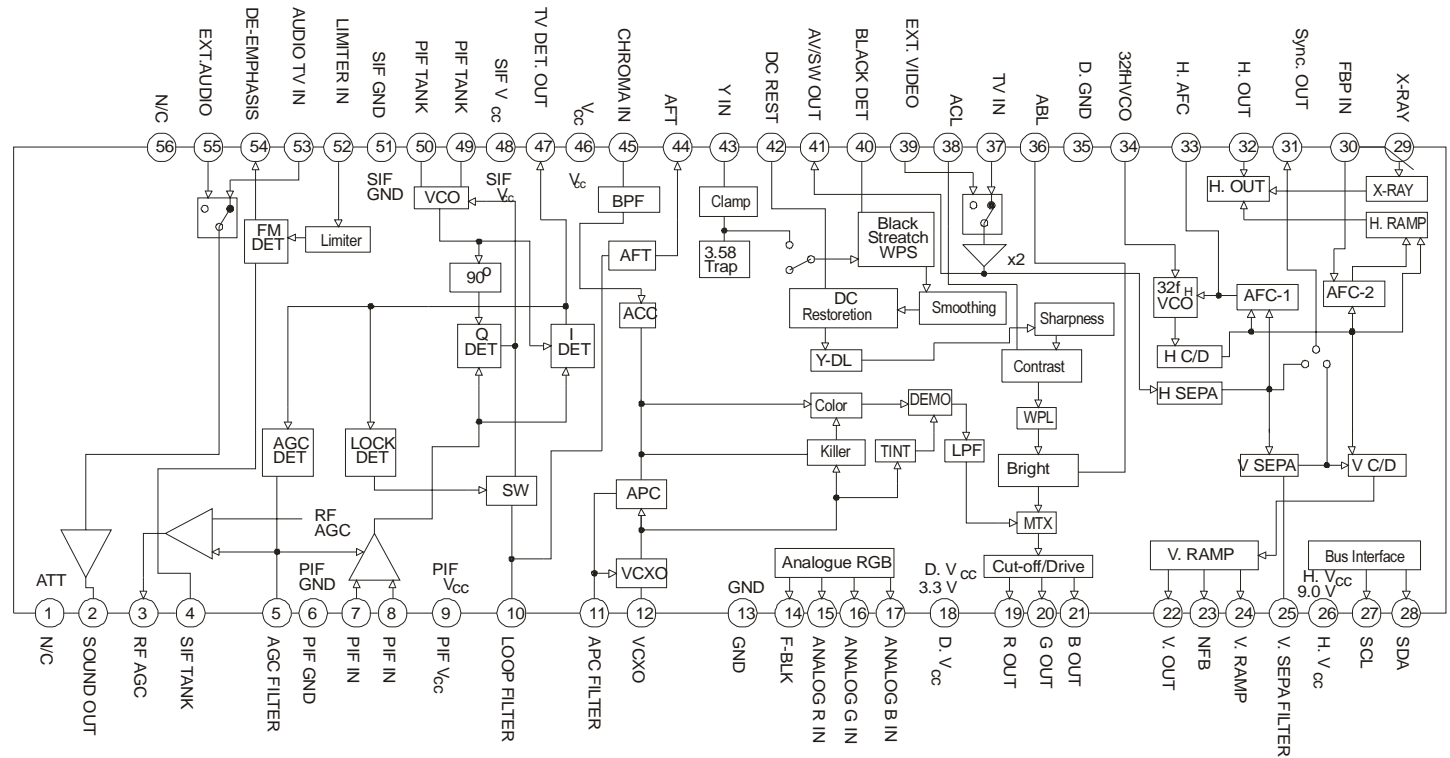 N/C
EXT.AUDIO
DE-EMPHASIS
AUDIO TV IN
LIMITER IN
SIF GND
PIF TANK
PIF TANK
SIF Vcc
TV DET. OUT
Vcc
CHROMA IN
AFT
Y IN
DC REST
AV/SW OUT
BLACK DET
EXT. VIDEO
ACL
TV IN
ABL
D. GND
32fHVCO
H. AFC
H. OUT
Sync. OUT
FBP IN
X-RAY
56
55
54
53
52
51
50
49
48
47
46
45
44
43
42
41
40
39
38
37
36
35
34
33
32
31
30
29
SIF
GND
VCO
SIF
Vcc
Vcc
BPF
Clamp
H. OUT
X-RAY
FM
DET
Limiter
AFT
3.58
Trap
Black
Streatch
WPS
x2
H. RAMP
90°
ACC
DC
Restoretion
Smoothing
Sharpness
32f H
VCO
AFC-1
AFC-2
Q
DET
I
DET
Y-DL
Contrast
H C/D
H SEPA
Color
DEMO
WPL
AGC
DET
LOCK
DET
Killer
TINT
LPF
Bright
V SEPA
V C/D
SW
APC
MTX
RF
AGC
ATT
PIF
GND
PIF
Vcc
VCXO
GND
Analogue RGB
D. Vcc
3.3 V
Cut-off/Drive
V. RAMP
Bus Interface
H. Vcc
9.0 V
1
2
3
4
5
6
7
8
9
10
11
12
13
14
15
16
17
18
19
20
21
22
23
24
25
26
27
28
N/C
SOUND OUT
RF AGC
SIF TANK
AGC FILTER
PIF GND
PIF IN
PIF IN
PIF Vcc
LOOP FILTER
APC FILTER
VCXO
GND
F-BLK
ANALOG R IN
ANALOG G IN
ANALOG B IN
D. Vcc
R OUT
G OUT
B OUT
V. OUT
NFB
V. RAMP
V. SEPA FILTER
H. Vcc
SCL
SDA